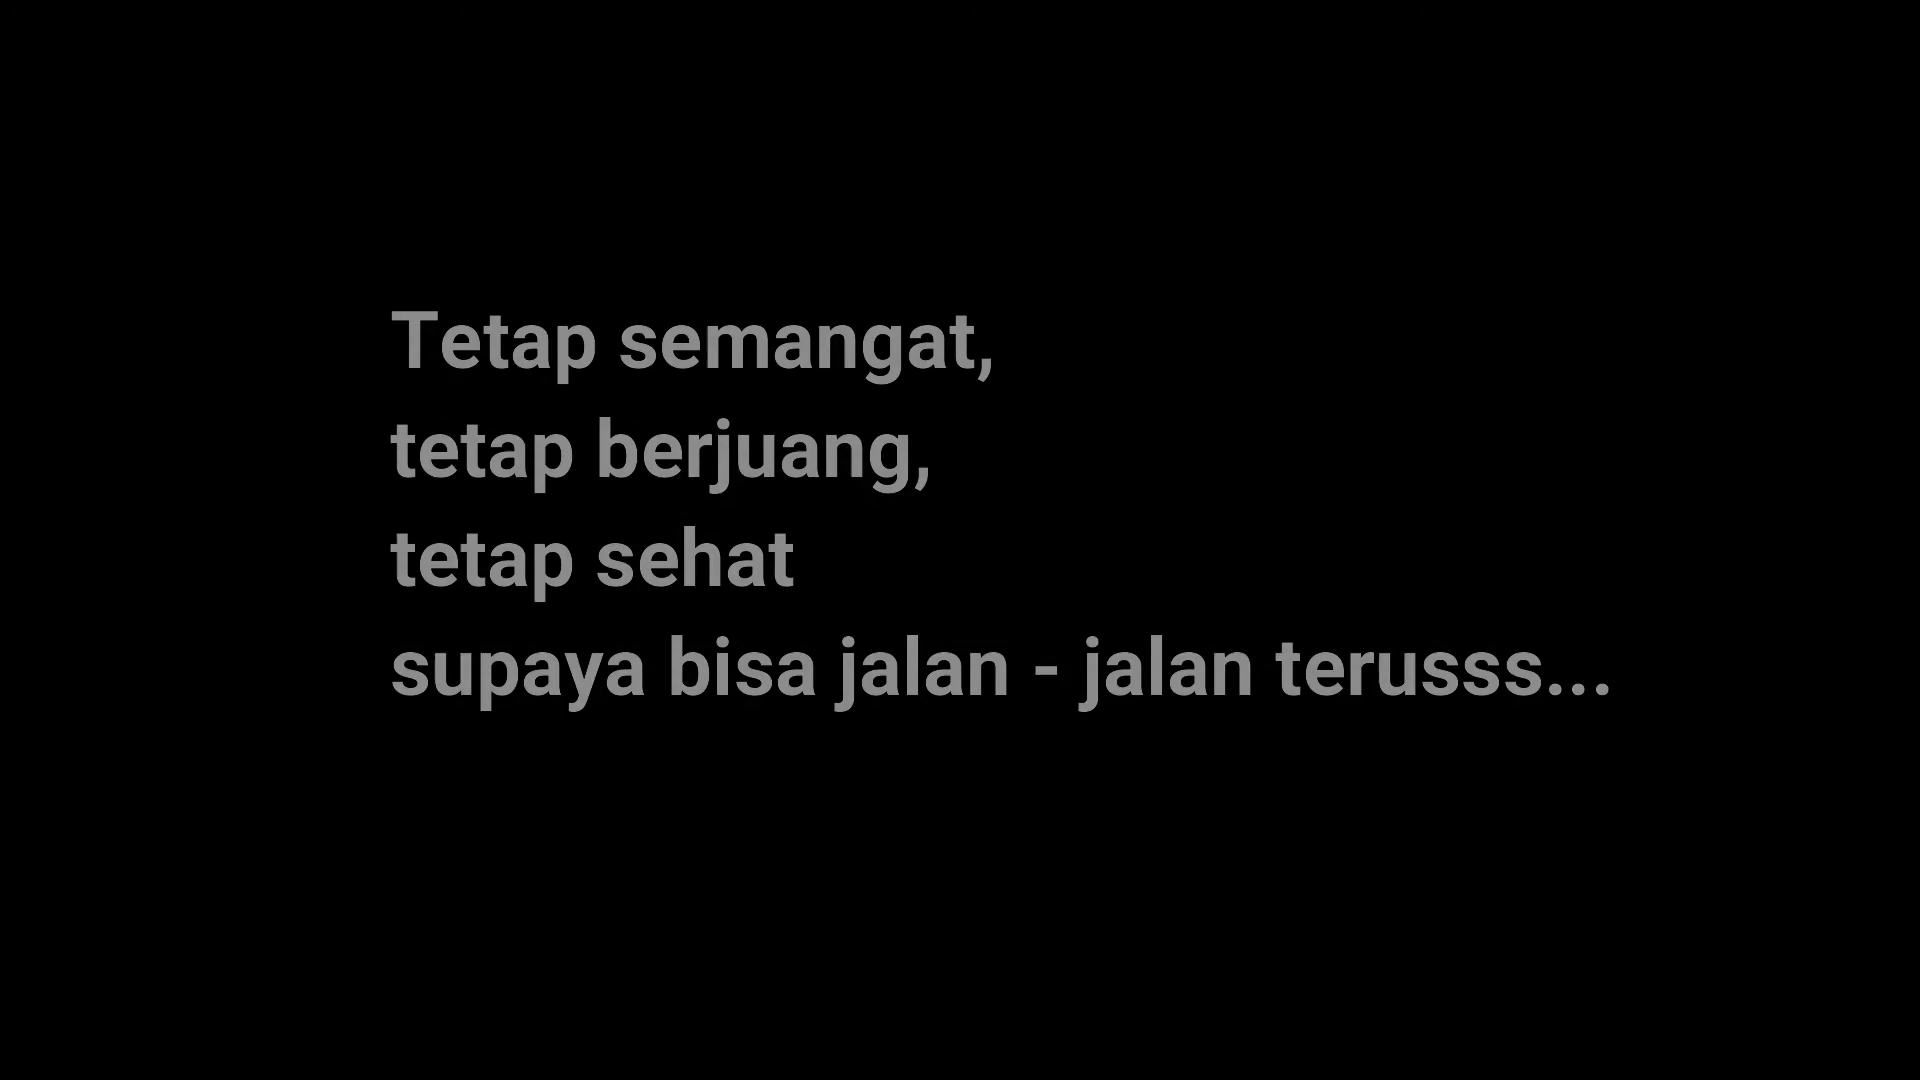 Tetap semangat,
tetap berjuang,
tetap sehat
supaya bisa jalan - jalan terusss...